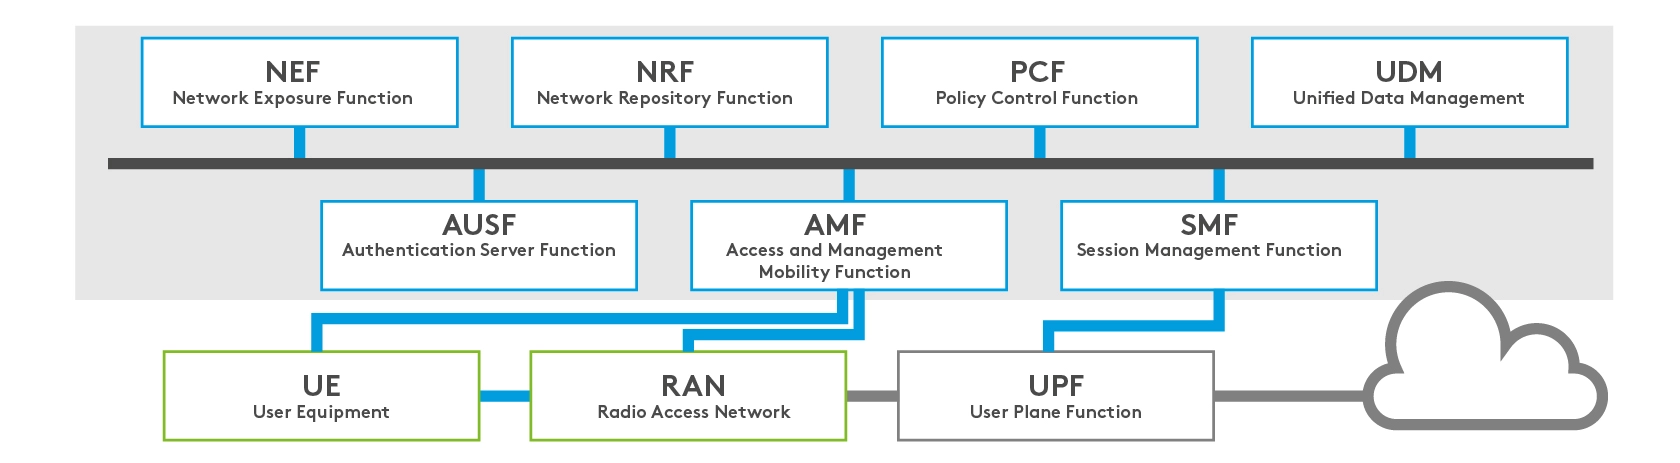 NEF
Network Exposure Function
NRF
Network Repository Function
PCF
Policy Control Function
UDM
Unified Data Management
AUSF
Authentication Server Function
AMF
Access and Management
Mobility Function
SMF
Session Management Function
UE
User Equipment
RAN
Radio Access Network
UPF
User Plane Function